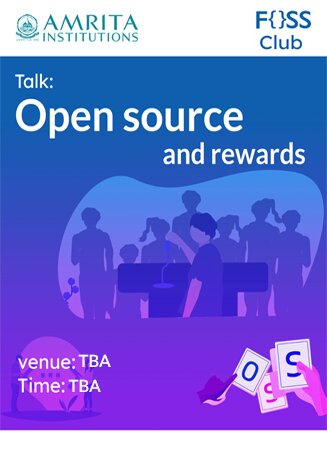 AMRITA
INSTITUTIONS
F{}SS
Club
Talk:
Open source
and rewards
venue: TBA
Time: TBA
O
S
S